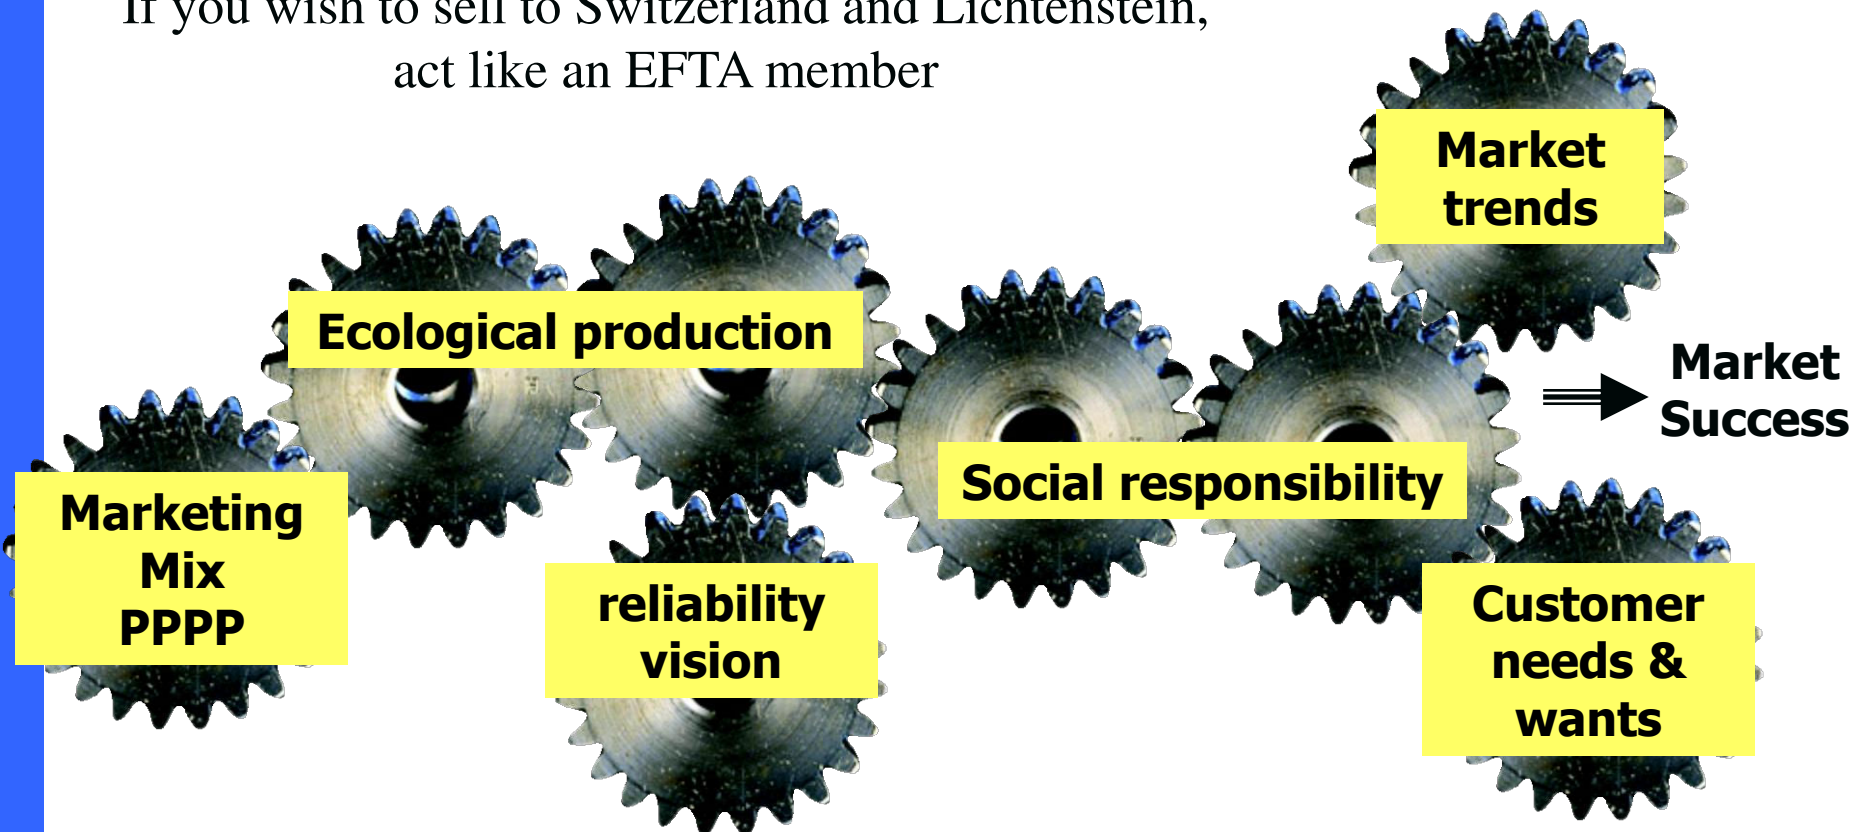 If you wish to sell to Switzerland and Lichtenstein,
act like an EFTA member
Market
trends
Ecological production
Market
Success
Social responsibility
Marketing
Mix
PPPP
reliability
vision
Customer
needs &
wants